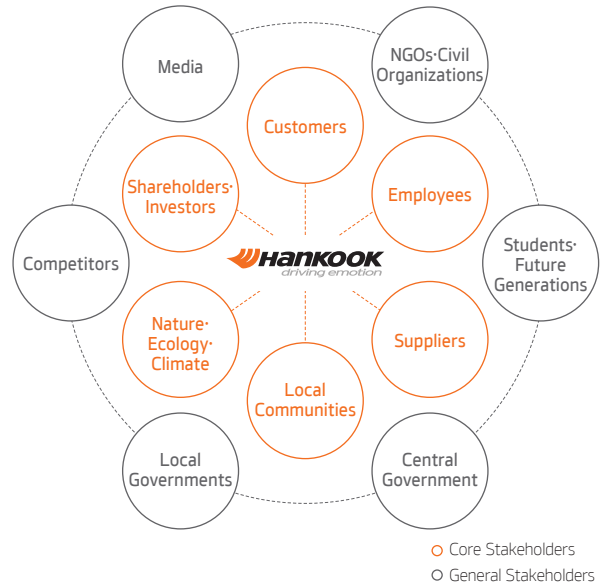 Media
NGOs·Civil
Organizations
Customers
Shareholders·
Investors
Employees
Competitors
HANKOOK
driving emotion
Students·
Future
Generations
Nature·
Ecology·
Climate
Suppliers
Local
Communities
Local
Governments
Central
Government
Core Stakeholders
General Stakeholders